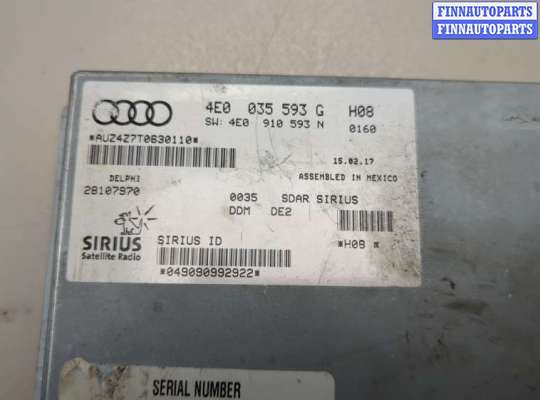 FINNAUTOPARTS
FINNAUTOPARTS
4E0 035 593 G H08
SW: 4E0 910 593 N 0160
*AUZ4Z7T0630110*
15.02.17
DELPHI ASSEMBLED IN MEXICO
28107970
0035 SDAR SIRIUS
DDM DE2
SIRIUS
Satellite Radio
SIRIUS ID
*H08 *
*049090992922*
SERIAL NUMBER